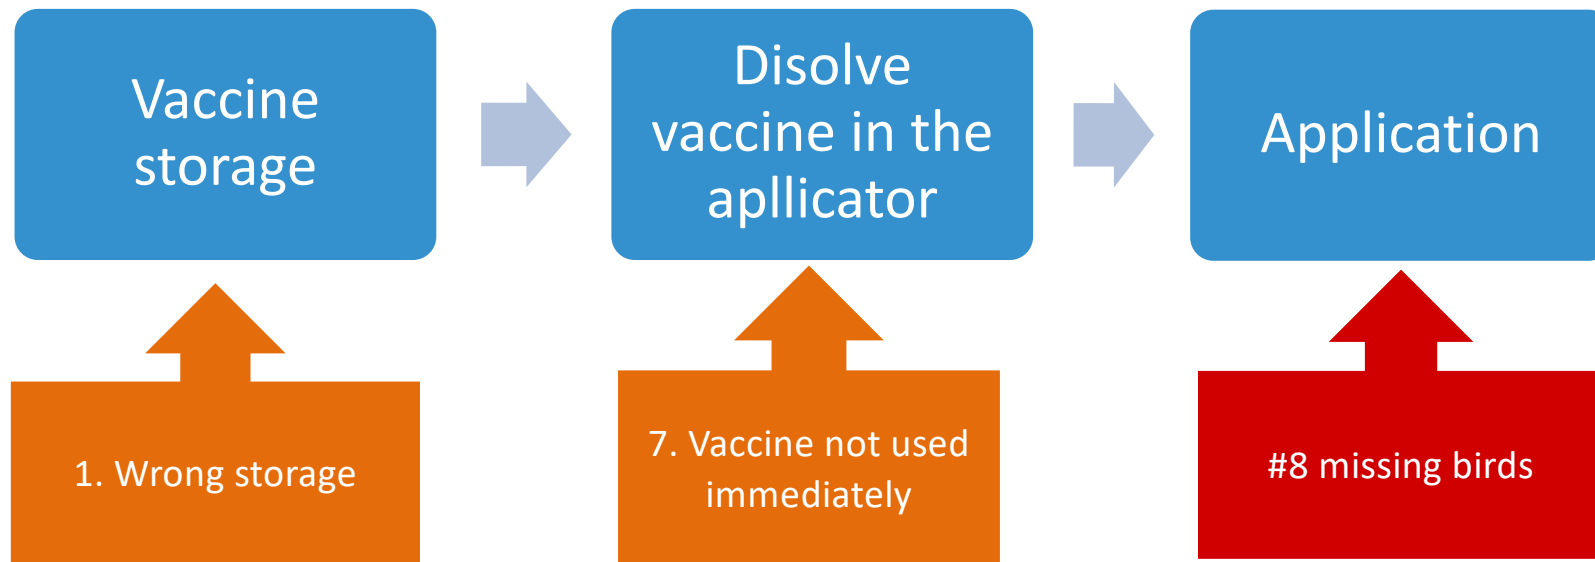 Vaccine
storage
Disolve
vaccine in the
apllicator
Application
1. Wrong storage
7. Vaccine not used
immediately
#8 missing birds